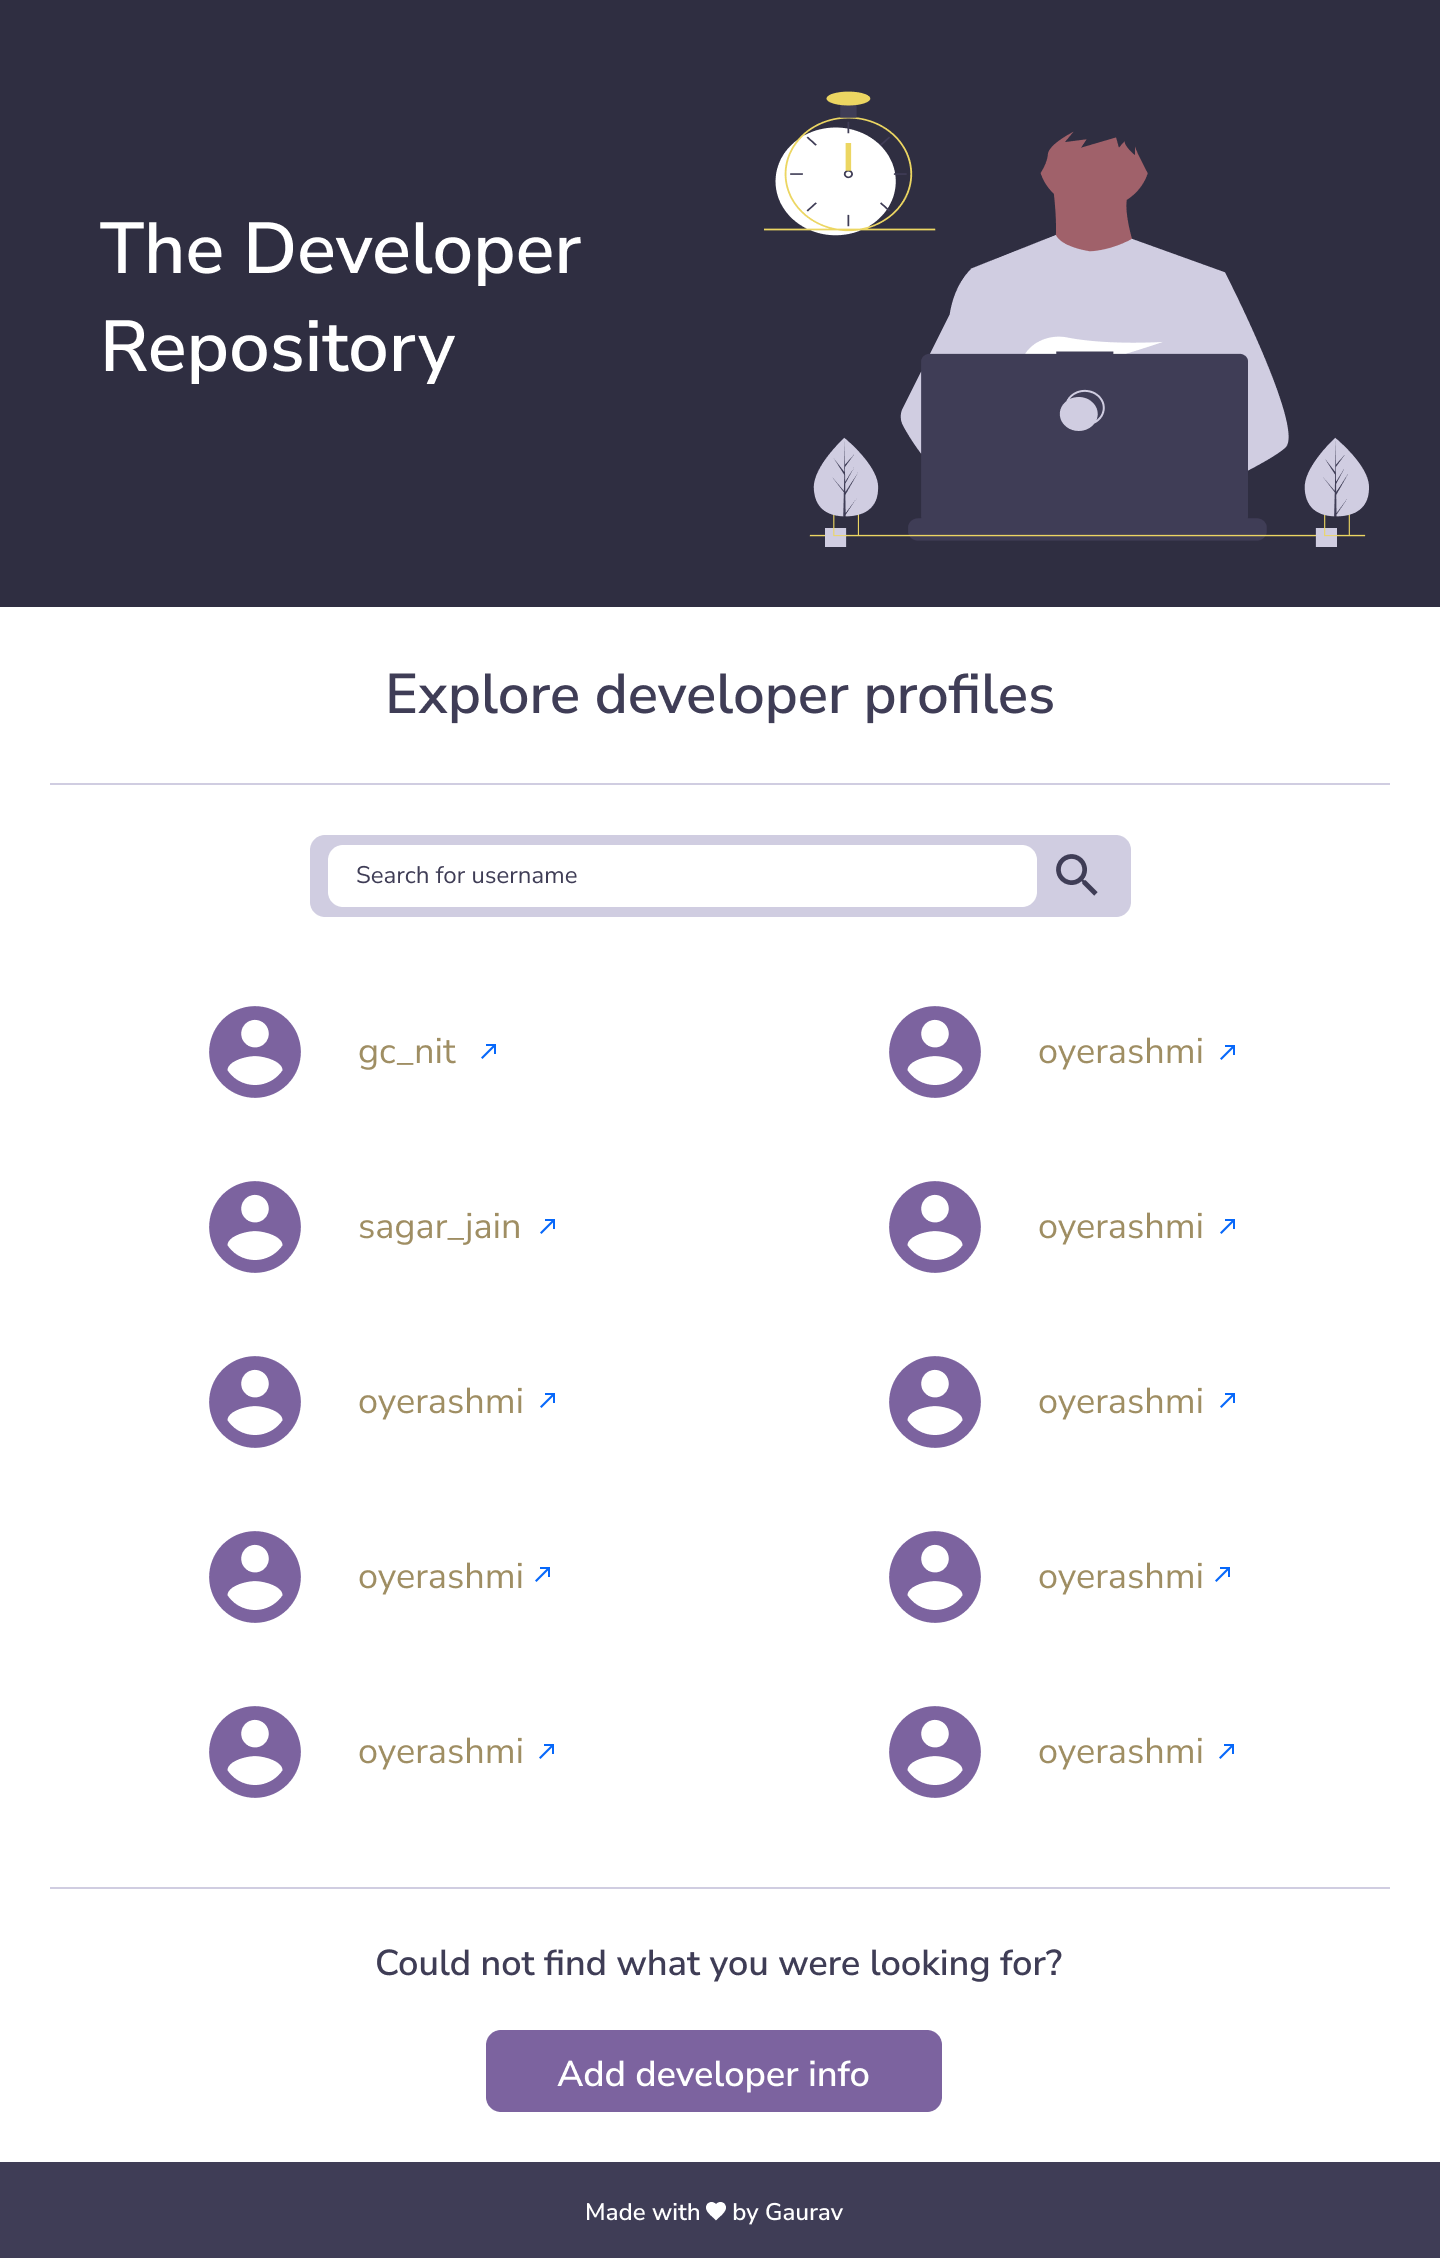 The Developer
Repository
Explore developer profiles
Search for username
gc_nit
oyerashmi
sagar_jain
oyerashmi
oyerashmi
oyerashmi
oyerashmi
oyerashmi
oyerashmi
oyerashmi
Could not find what you were looking for?
Add developer info
Made with by Gaurav